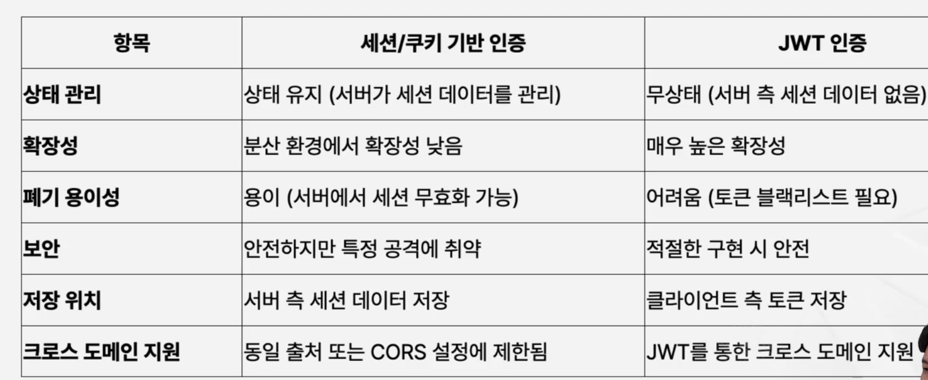 항목 세션/쿠키 기반 인증 JWT 인증
상태 관리 상태 유지 (서버가 세션 데이터를 관리) 무상태 (서버 측 세션 데이터 없음)
확장성 분산 환경에서 확장성 낮음 매우 높은 확장성
폐기 용이성 용이 (서버에서 세션 무효화 가능) 어려움 (토큰 블랙리스트 필요)
보안 안전하지만 특정 공격에 취약 적절한 구현 시 안전
저장 위치 서버 측 세션 데이터 저장 클라이언트 측 토큰 저장
크로스 도메인 지원 동일 출처 또는 CORS 설정에 제한됨 JWT를 통한 크로스 도메인 지원